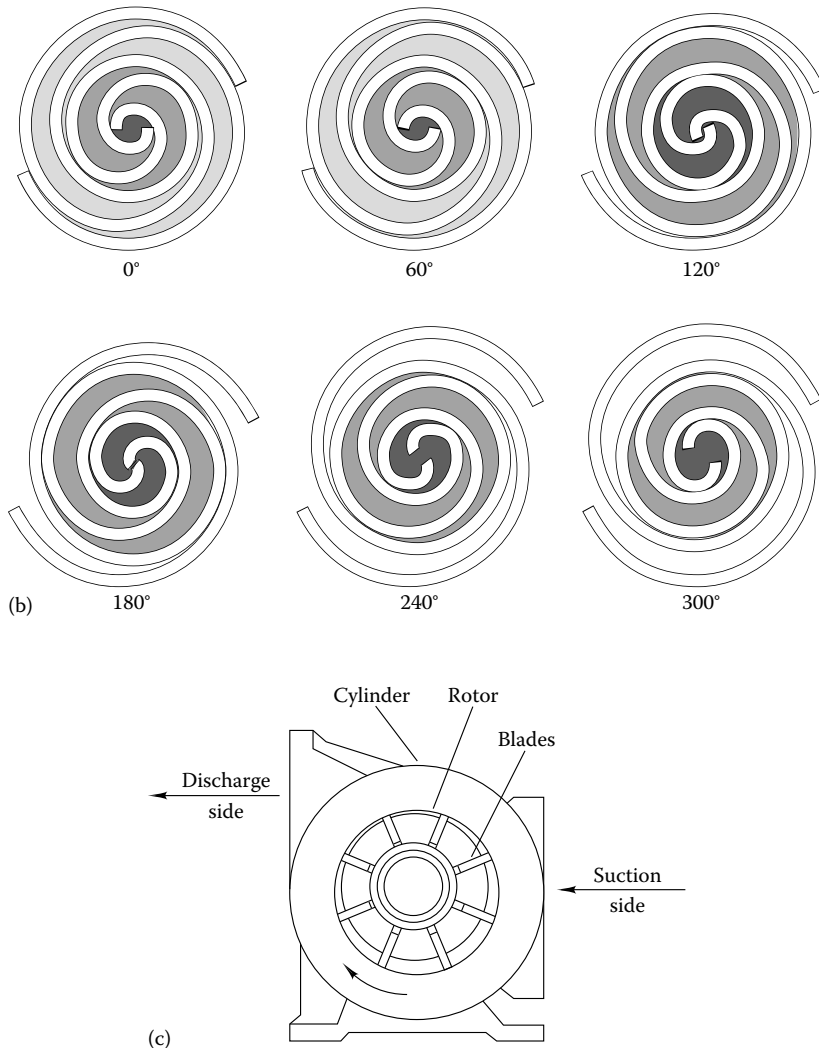 0°
60°
120°
180°
240°
300°
(b)
Cylinder
Rotor
Blades
Discharge
side
Suction
side
(c)